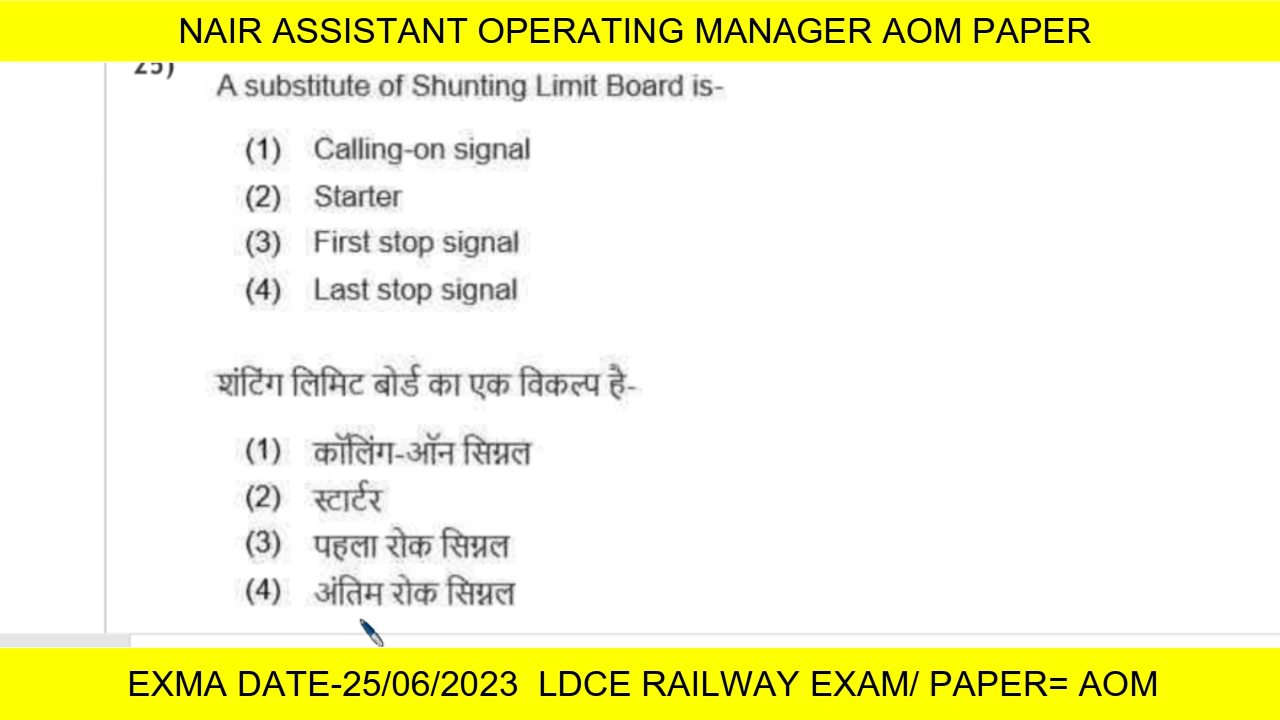 NAIR ASSISTANT OPERATING MANAGER AOM PAPER
25)
A substitute of Shunting Limit Board is-
(1) Calling-on signal
(2) Starter
(3) First stop signal
(4) Last stop signal
शंटिंग लिमिट बोर्ड का एक विकल्प है-
(1) कॉलिंग-ऑन सिग्नल
(2) स्टार्टर
(3) पहला रोक सिग्नल
(4) अंतिम रोक सिग्नल
EXMA DATE-25/06/2023 LDCE RAILWAY EXAM/ PAPER= AOM